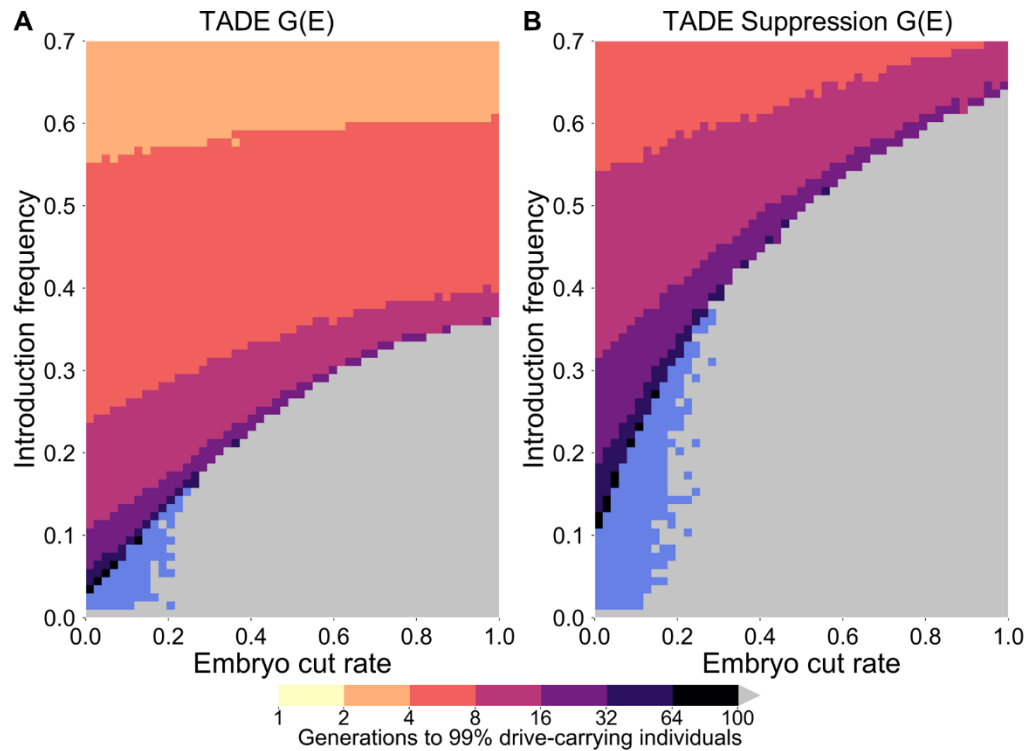 A TADE G(E)
B TADE Suppression G(E)
Introduction frequency
0.7
0.6
0.5
0.4
0.3
0.2
0.1
0.0
0.0 0.2 0.4 0.6 0.8 1.0
Embryo cut rate
Introduction frequency
0.7
0.6
0.5
0.4
0.3
0.2
0.1
0.0
0.0 0.2 0.4 0.6 0.8 1.0
Embryo cut rate
1 2 4 8 16 32 64 100
Generations to 99% drive-carrying individuals